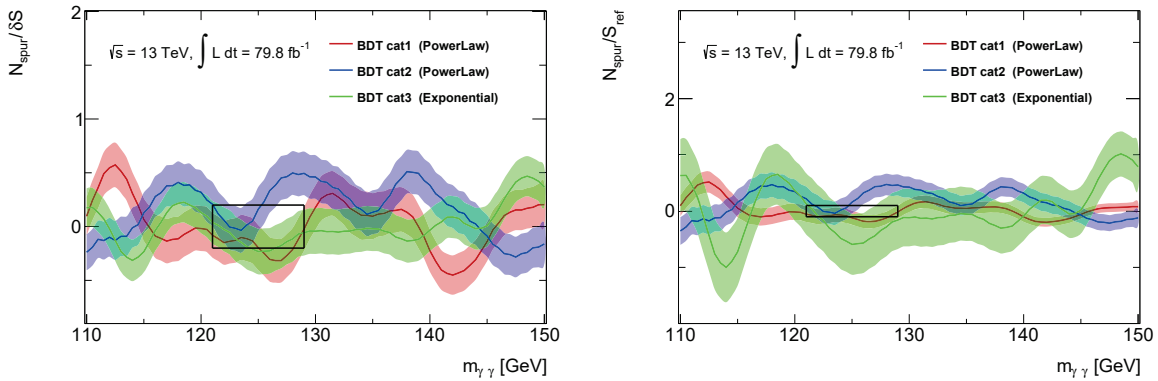 N_spur/δS
2
√s = 13 TeV, ∫ L dt = 79.8 fb⁻¹
BDT cat1 (PowerLaw)
BDT cat2 (PowerLaw)
BDT cat3 (Exponential)
1
0
110 120 130 140 150
m_γγ [GeV]
N_spur/S_ref
√s = 13 TeV, ∫ L dt = 79.8 fb⁻¹
BDT cat1 (PowerLaw)
BDT cat2 (PowerLaw)
BDT cat3 (Exponential)
2
0
110 120 130 140 150
m_γγ [GeV]